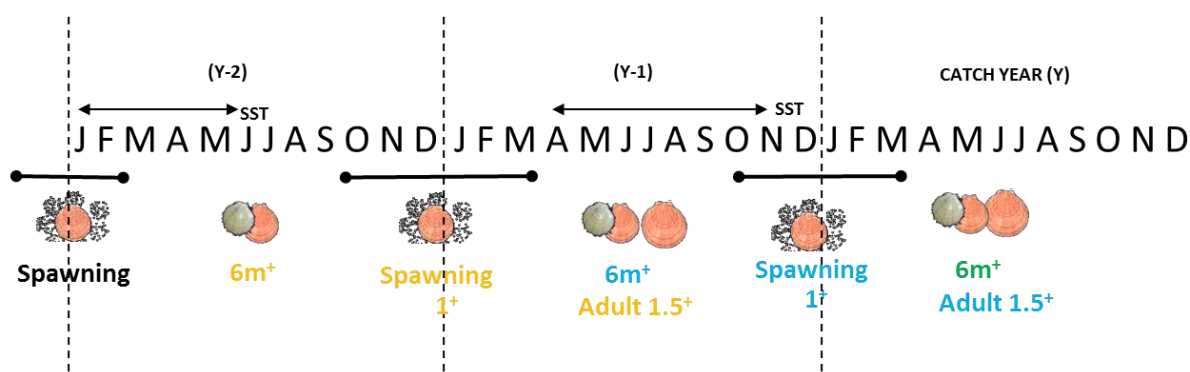 (Y-2) (Y-1) CATCH YEAR (Y)
SST SST
J F M A M J J A S O N D J F M A M J J A S O N D J F M A M J J A S O N D
Spawning 6m+ Spawning 1+ 6m+ Adult 1.5+ Spawning 1+ 6m+ Adult 1.5+